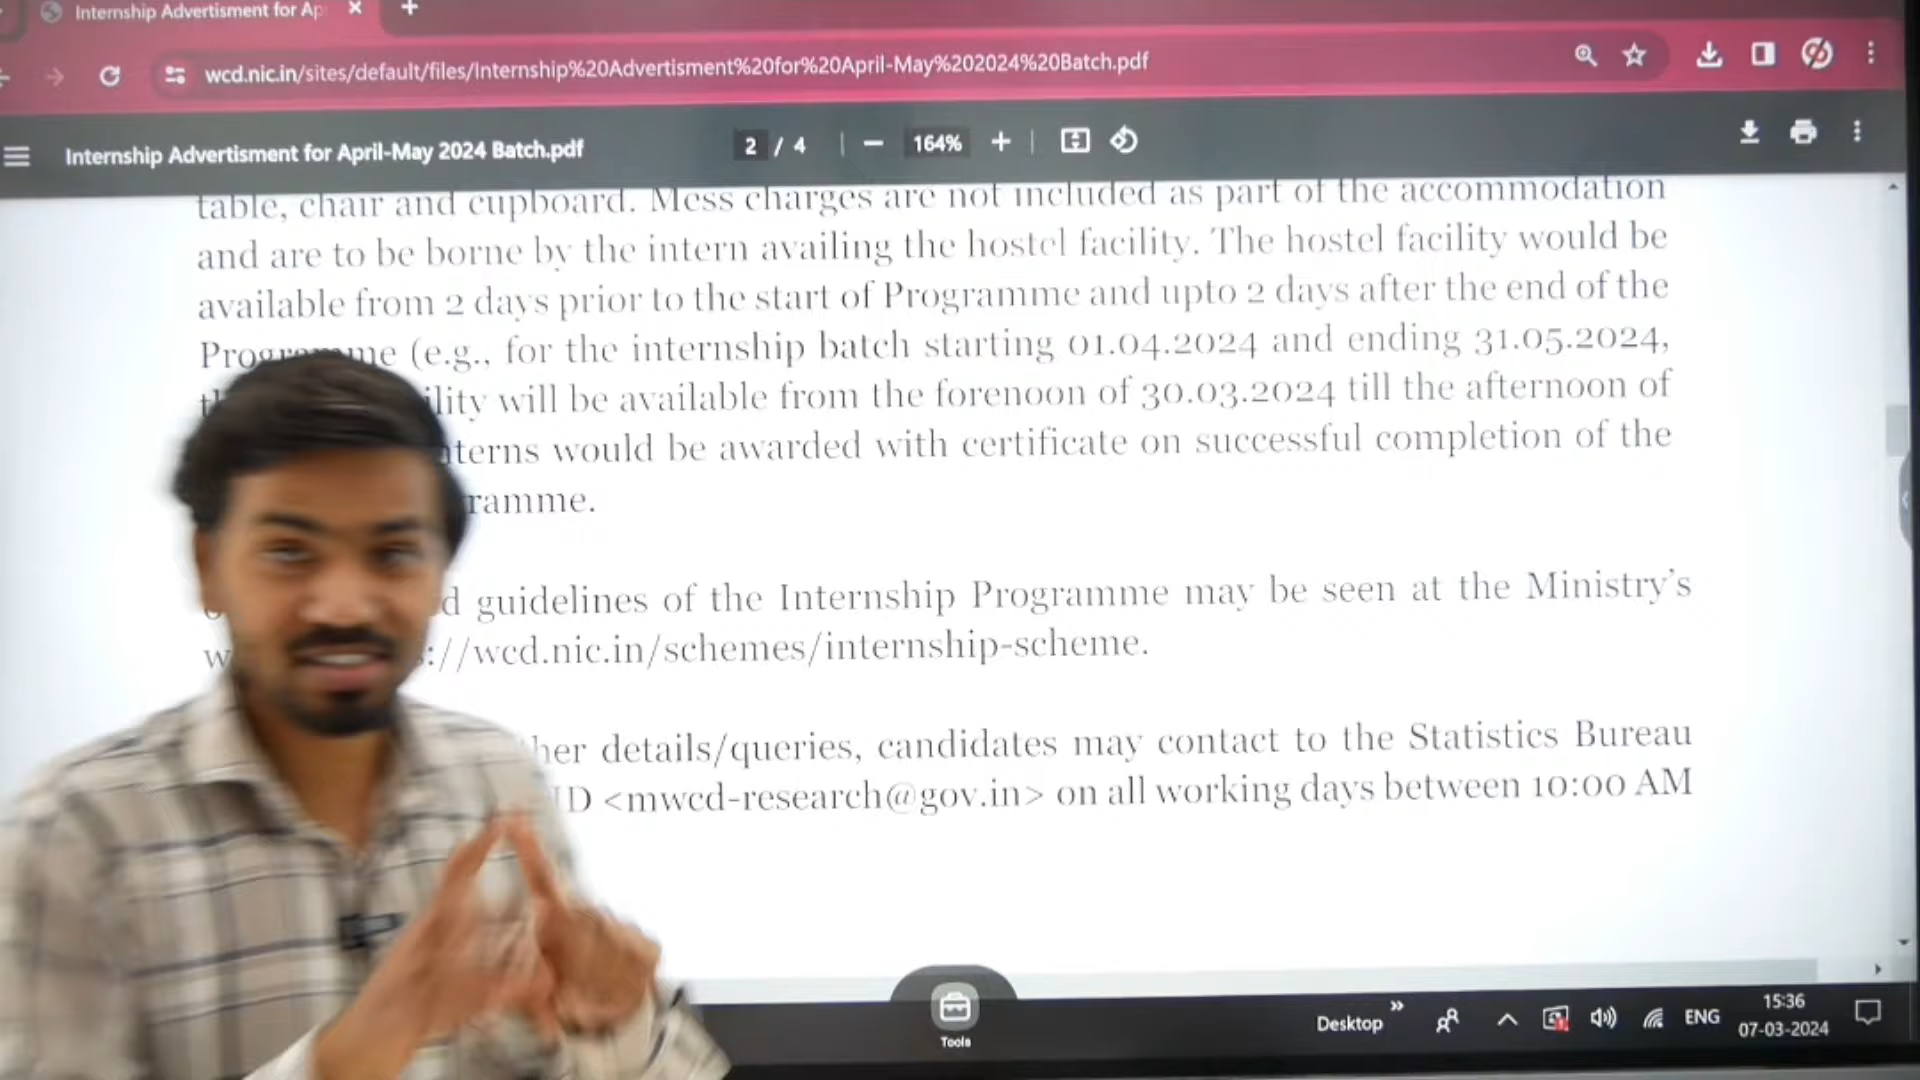 Internship Advertisment for Ap
wcd.nic.in/sites/default/files/Internship%20Advertisment%20for%20April-May%202024%20Batch.pdf
Internship Advertisment for April-May 2024 Batch.pdf
2 / 4
164%
table, chair and cupboard. Mess charges are not included as part of the accommodation
and are to be borne by the intern availing the hostel facility. The hostel facility would be
available from 2 days prior to the start of Programme and upto 2 days after the end of the
Programme (e.g., for the internship batch starting 01.04.2024 and ending 31.05.2024,
will be available from the forenoon of 30.03.2024 till the afternoon of
nterns would be awarded with certificate on successful completion of the
ramme.
d guidelines of the Internship Programme may be seen at the Ministry's
://wcd.nic.in/schemes/internship-scheme.
her details/queries, candidates may contact to the Statistics Bureau
ID <mwcd-research@gov.in> on all working days between 10:00 AM
Tools
Desktop
ENG
15:36
07-03-2024